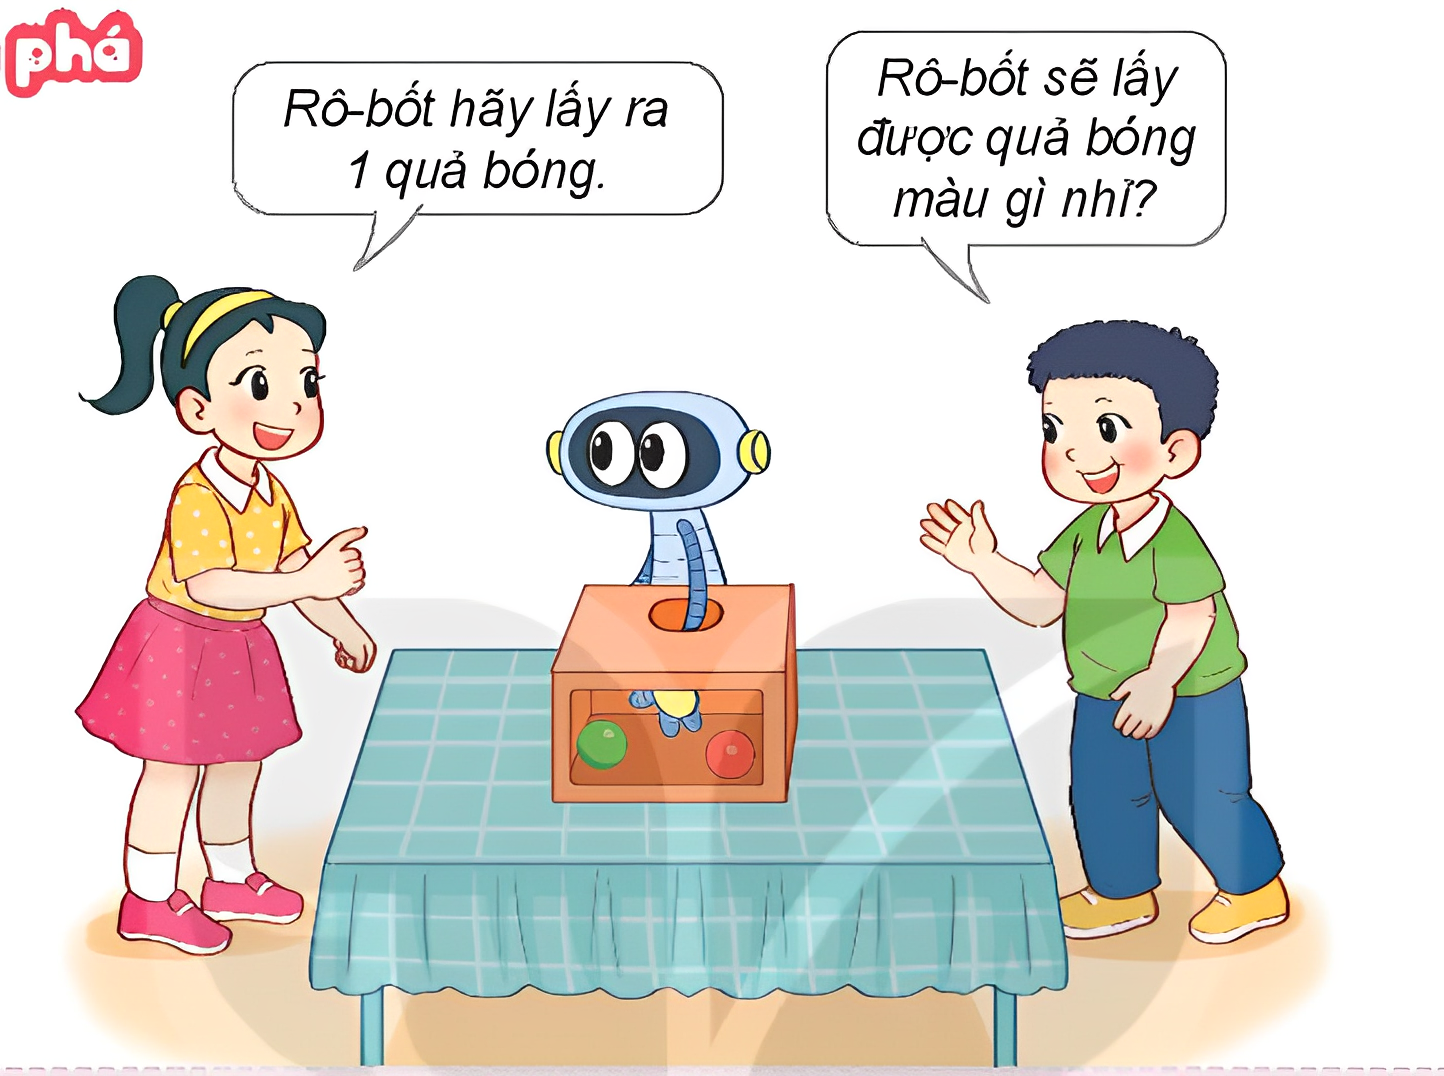 phá
Rô-bốt hãy lấy ra
1 quả bóng.
Rô-bốt sẽ lấy
được quả bóng
màu gì nhỉ?